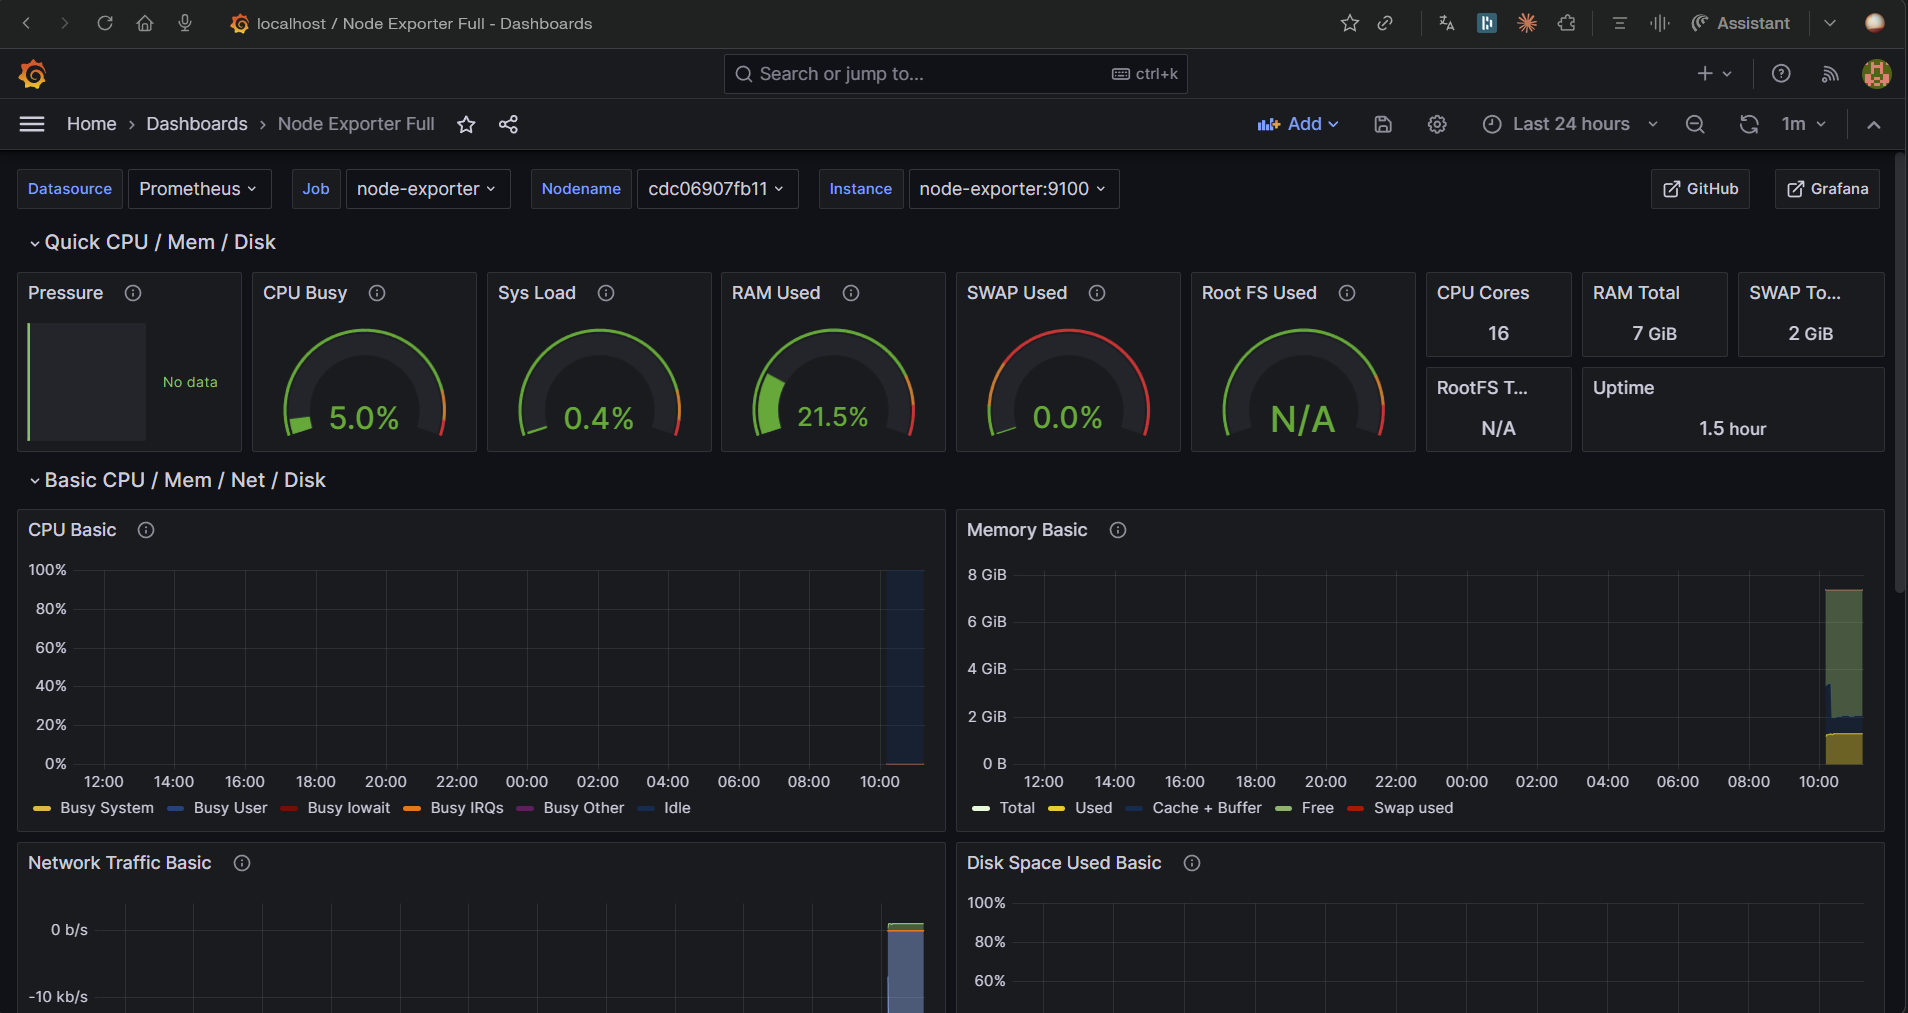 localhost / Node Exporter Full - Dashboards
Assistant
Search or jump to...
ctrl+k
Home › Dashboards › Node Exporter Full
Add
Last 24 hours
1m
Datasource Prometheus Job node-exporter Nodename cdc06907fb11 Instance node-exporter:9100 GitHub Grafana
Quick CPU / Mem / Disk
Pressure CPU Busy Sys Load RAM Used SWAP Used Root FS Used CPU Cores RAM Total SWAP To...
16 7 GiB 2 GiB
No data
5.0% 0.4% 21.5% 0.0% N/A
RootFS T... Uptime
N/A 1.5 hour
Basic CPU / Mem / Net / Disk
CPU Basic
100%
80%
60%
40%
20%
0%
12:00 14:00 16:00 18:00 20:00 22:00 00:00 02:00 04:00 06:00 08:00 10:00
Busy System Busy User Busy Iowait Busy IRQs Busy Other Idle
Memory Basic
8 GiB
6 GiB
4 GiB
2 GiB
0 B
12:00 14:00 16:00 18:00 20:00 22:00 00:00 02:00 04:00 06:00 08:00 10:00
Total Used Cache + Buffer Free Swap used
Network Traffic Basic
0 b/s
-10 kb/s
Disk Space Used Basic
100%
80%
60%